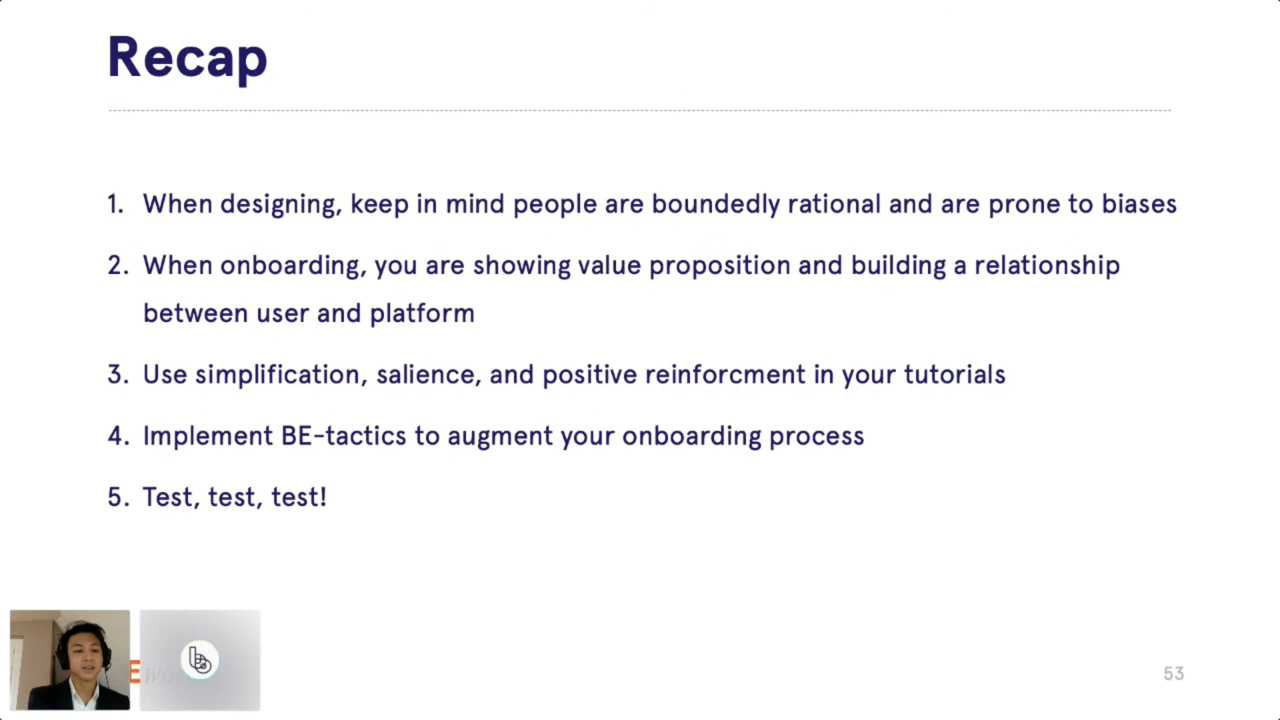 Recap
1. When designing, keep in mind people are boundedly rational and are prone to biases
2. When onboarding, you are showing value proposition and building a relationship
between user and platform
3. Use simplification, salience, and positive reinforcment in your tutorials
4. Implement BE-tactics to augment your onboarding process
5. Test, test, test!
53